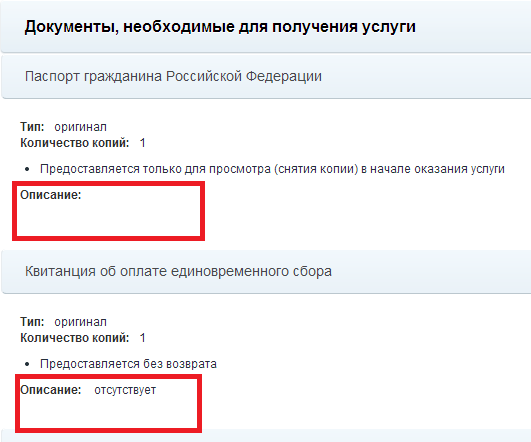 Документы, необходимые для получения услуги
Паспорт гражданина Российской Федерации
Тип: оригинал
Количество копий: 1
• Предоставляется только для просмотра (снятия копии) в начале оказания услуги
Описание:
Квитанция об оплате единовременного сбора
Тип: оригинал
Количество копий: 1
• Предоставляется без возврата
Описание: отсутствует